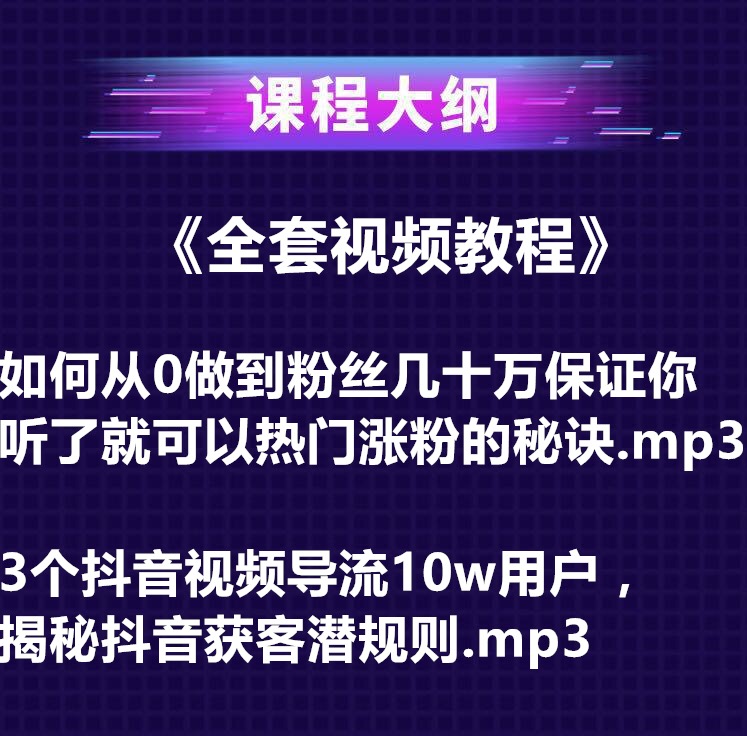 课程大纲
《全套视频教程》
如何从0做到粉丝几十万保证你
听了就可以热门涨粉的秘诀.mp3
3个抖音视频导流10w用户，
揭秘抖音获客潜规则.mp3